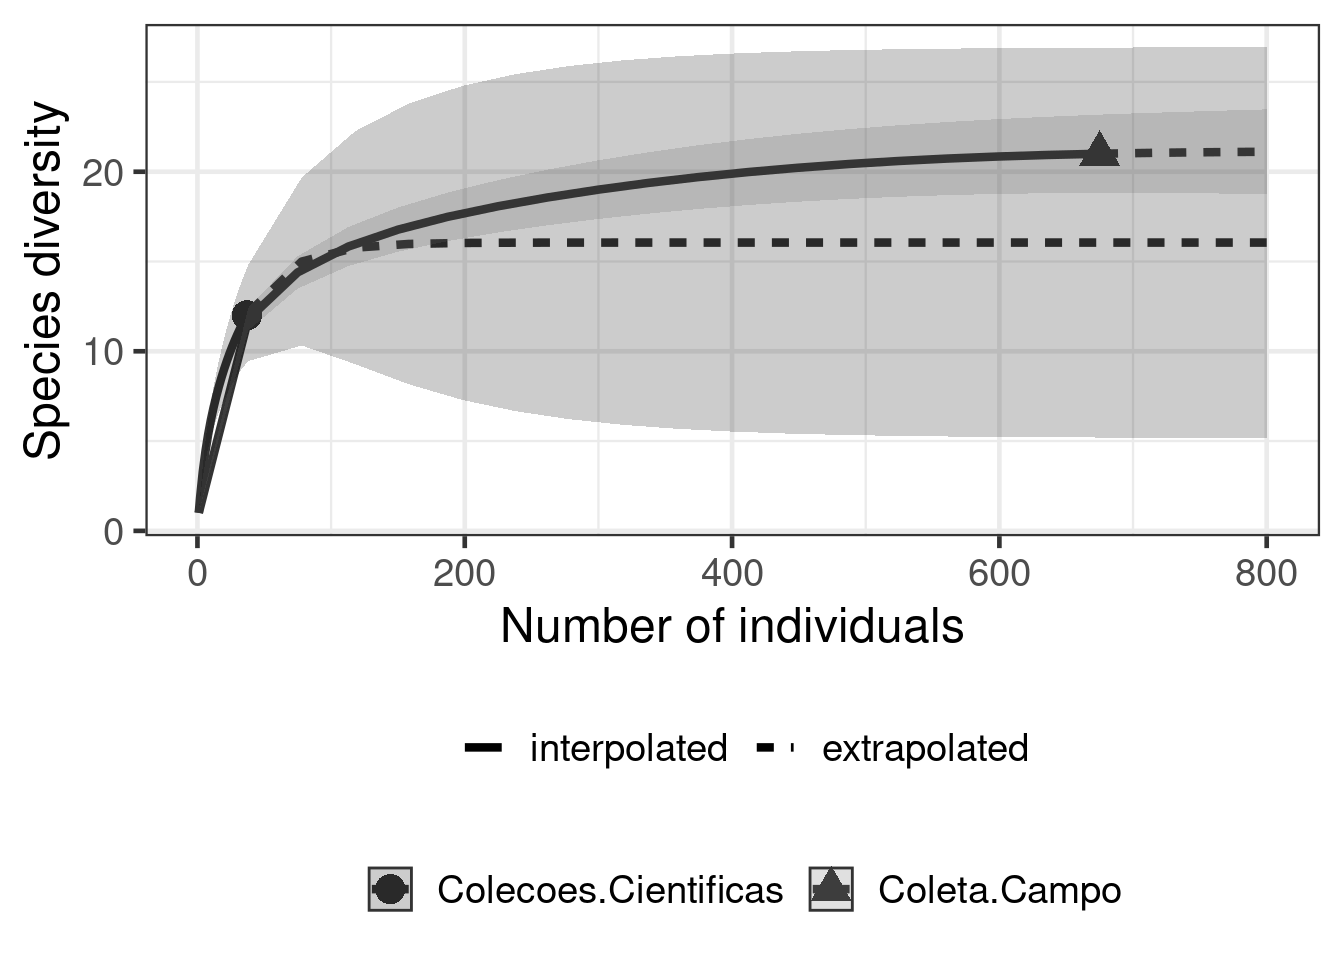 Species diversity
20
10
0
0 200 400 600 800
Number of individuals
interpolated extrapolated
Colecoes.Cientificas Coleta.Campo